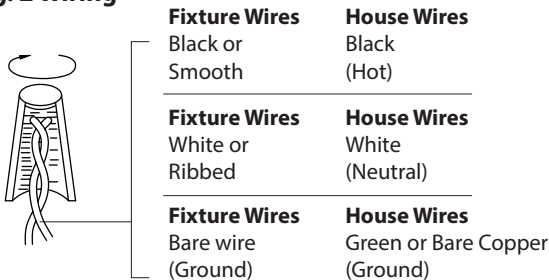 2 Wiring
Fixture Wires House Wires
Black or Black
Smooth (Hot)
Fixture Wires House Wires
White or White
Ribbed (Neutral)
Fixture Wires House Wires
Bare wire Green or Bare Copper
(Ground) (Ground)